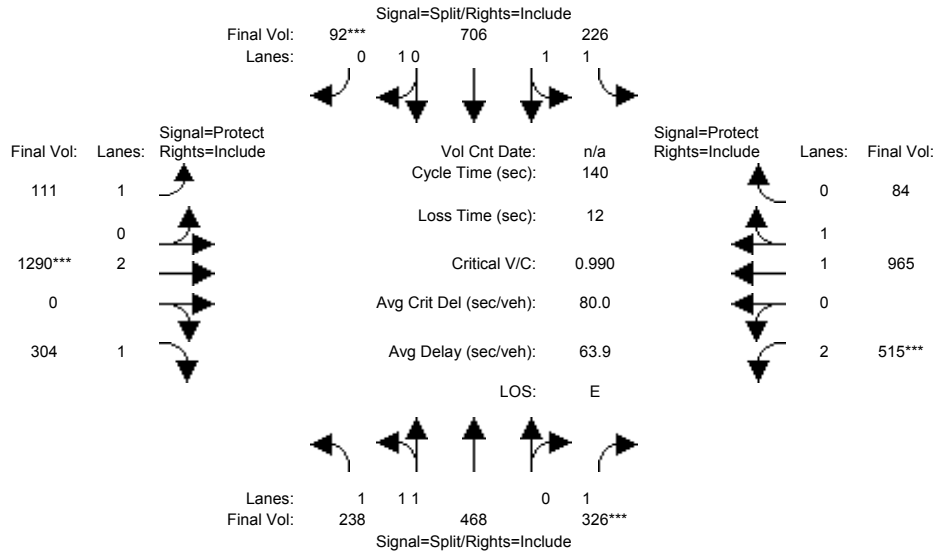 Signal=Split/Rights=Include
Final Vol: 92*** 706 226
Lanes: 0 1 0 1 1
Signal=Protect
Final Vol: Lanes: Rights=Include
Vol Cnt Date: n/a
Signal=Protect
Rights=Include Lanes: Final Vol:
Cycle Time (sec): 140
111 1
0 84
Loss Time (sec): 12
0
1
1290*** 2
Critical V/C: 0.990
1 965
0
Avg Crit Del (sec/veh): 80.0
0
304 1
Avg Delay (sec/veh): 63.9
2 515***
LOS: E
Lanes: 1 1 1 0 1
Final Vol: 238 468 326***
Signal=Split/Rights=Include